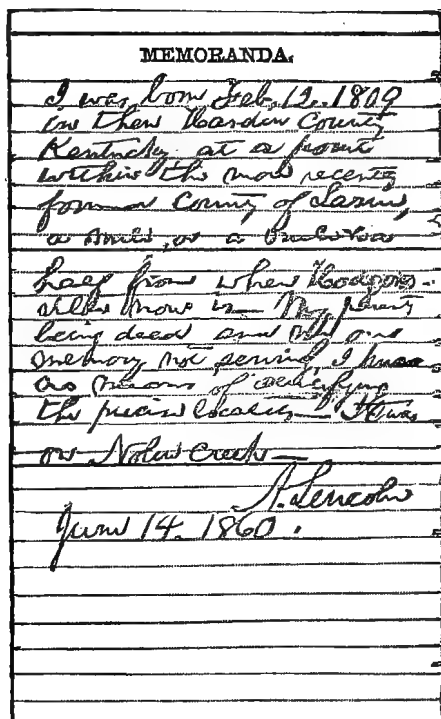 MEMORANDA.
I was born Feb. 12. 1809
in then Hardin County
Kentucky, at a point
within the now recently
formed County of Larue,
a mile, or a mile & a
half from where Hodgens-
ville now is— My parents
being dead and my own
memory not serving, I know
no means of identifying
the precise locality— It was
on Nolin Creek—
A. Lincoln
June 14. 1860.